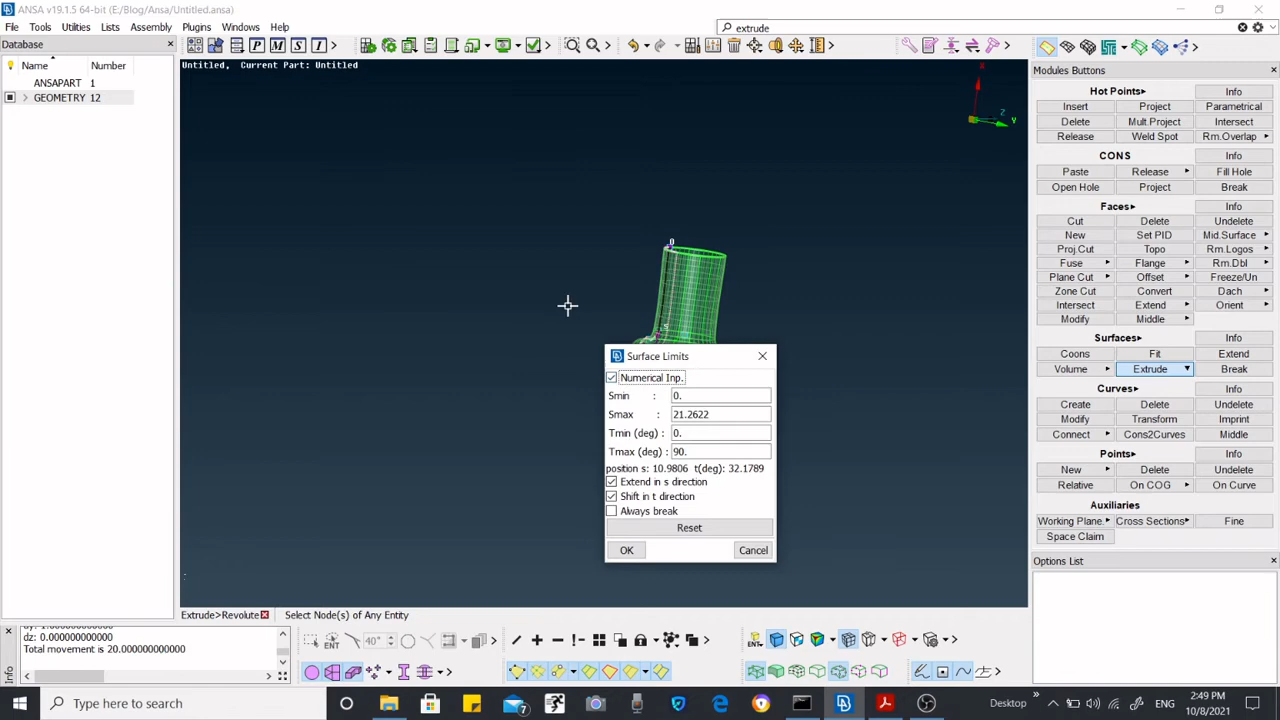 ANSA v19.1.5 64-bit (E:/Blog/Ansa/Untitled.ansa)
File Tools Utilities Lists Assembly Plugins Windows Help
extrude
Database
Name Number
ANSAPART 1
GEOMETRY 12
P M S I
Untitled, Current Part: Untitled
X
Z
Y
0
s
Surface Limits
Numerical Inp.
Smin : 0.
Smax : 21.2622
Tmin (deg) : 0.
Tmax (deg) : 90.
position s: 10.9806 t(deg): 32.1789
Extend in s direction
Shift in t direction
Always break
Reset
OK Cancel
Modules Buttons
Hot Points Info
Insert Project Parametrical
Delete Mult Project Intersect
Release Weld Spot Rm.Overlap
CONS Info
Paste Release Fill Hole
Open Hole Project Break
Faces Info
Cut Delete Undelete
New Set PID Mid.Surface
Proj.Cut Topo Rm.Logos
Fuse Flange Rm.Dbl
Plane Cut Offset Freeze/Un
Zone Cut Convert Dach
Intersect Extend Orient
Modify Middle
Surfaces Info
Coons Fit Extend
Volume Extrude Break
Curves Info
Create Delete Undelete
Modify Transform Imprint
Connect Cons2Curves Middle
Points Info
New Delete Undelete
Relative On COG On Curve
Auxiliaries
Working Plane. Cross Sections Fine
Space Claim
Options List
Extrude>Revolute Select Node(s) of Any Entity
dz: 0.000000000000
Total movement is 20.000000000000
Info
ENT 40°
ENT
Type here to search
7
Desktop
ENG
2:49 PM
10/8/2021